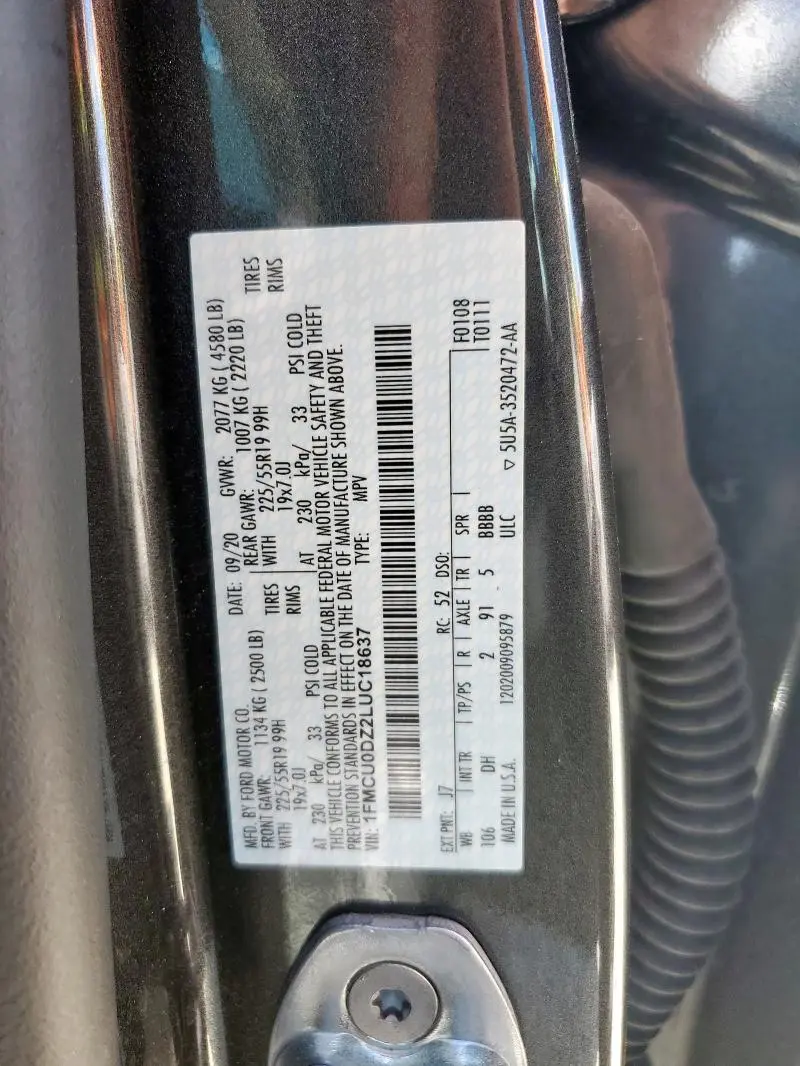 MFD. BY FORD MOTOR CO.
DATE: 09/20 GVWR: 2077 KG ( 4580 LB)
FRONT GAWR: 1134 KG ( 2500 LB) REAR GAWR: 1007 KG ( 2220 LB)
WITH 225/55R19 99H TIRES WITH 225/55R19 99H TIRES
19x7.0J RIMS 19x7.0J RIMS
AT 230 kPa/ 33 PSI COLD AT 230 kPa/ 33 PSI COLD
THIS VEHICLE CONFORMS TO ALL APPLICABLE FEDERAL MOTOR VEHICLE SAFETY AND THEFT
PREVENTION STANDARDS IN EFFECT ON THE DATE OF MANUFACTURE SHOWN ABOVE.
VIN: 1FMCU0DZ2LUC18637 TYPE: MPV
EXT PNT: J7 RC: 52 DSO: F0108
WB INT TR TP/PS R AXLE TR SPR T0111
106 DH 2 91 5 BBBB
MADE IN U.S.A. 1202009095879 ULC ▽ 5U5A-3520472-AA